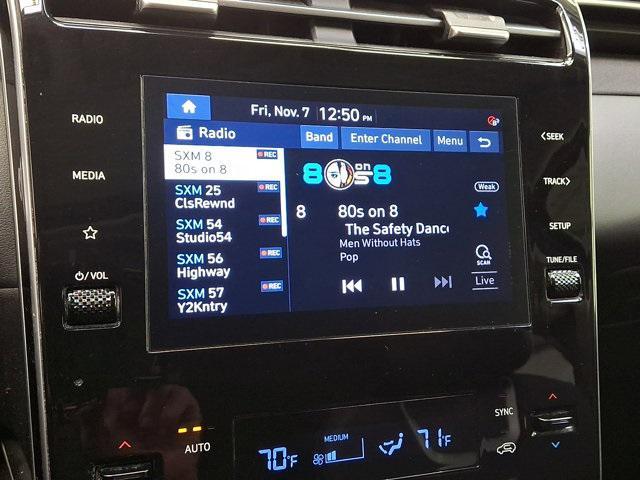 Fri, Nov. 7 12:50 PM
Radio Band Enter Channel Menu
RADIO
MEDIA
VOL
SXM 8 REC
80s on 8
SXM 25 REC
ClsRewnd
SXM 54 REC
Studio54
SXM 56 REC
Highway
SXM 57 REC
Y2Kntry
8 on 8
Weak
8 80s on 8
The Safety Danc
Men Without Hats
Pop
SCAN
Live
<SEEK
TRACK>
SETUP
TUNE/FILE
AUTO
70°F
MEDIUM
71°F
SYNC